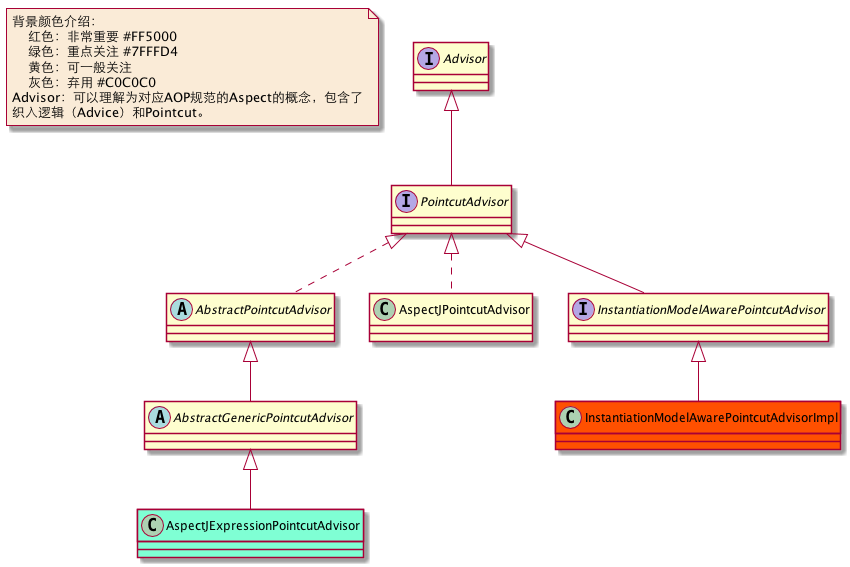 背景颜色介绍：
红色：非常重要 #FF5000
绿色：重点关注 #7FFFD4
黄色：可一般关注
灰色：弃用 #C0C0C0
Advisor：可以理解为对应AOP规范的Aspect的概念，包含了
织入逻辑（Advice）和Pointcut。
I Advisor
I PointcutAdvisor
A AbstractPointcutAdvisor
C AspectJPointcutAdvisor
I InstantiationModelAwarePointcutAdvisor
A AbstractGenericPointcutAdvisor
C InstantiationModelAwarePointcutAdvisorImpl
C AspectJExpressionPointcutAdvisor